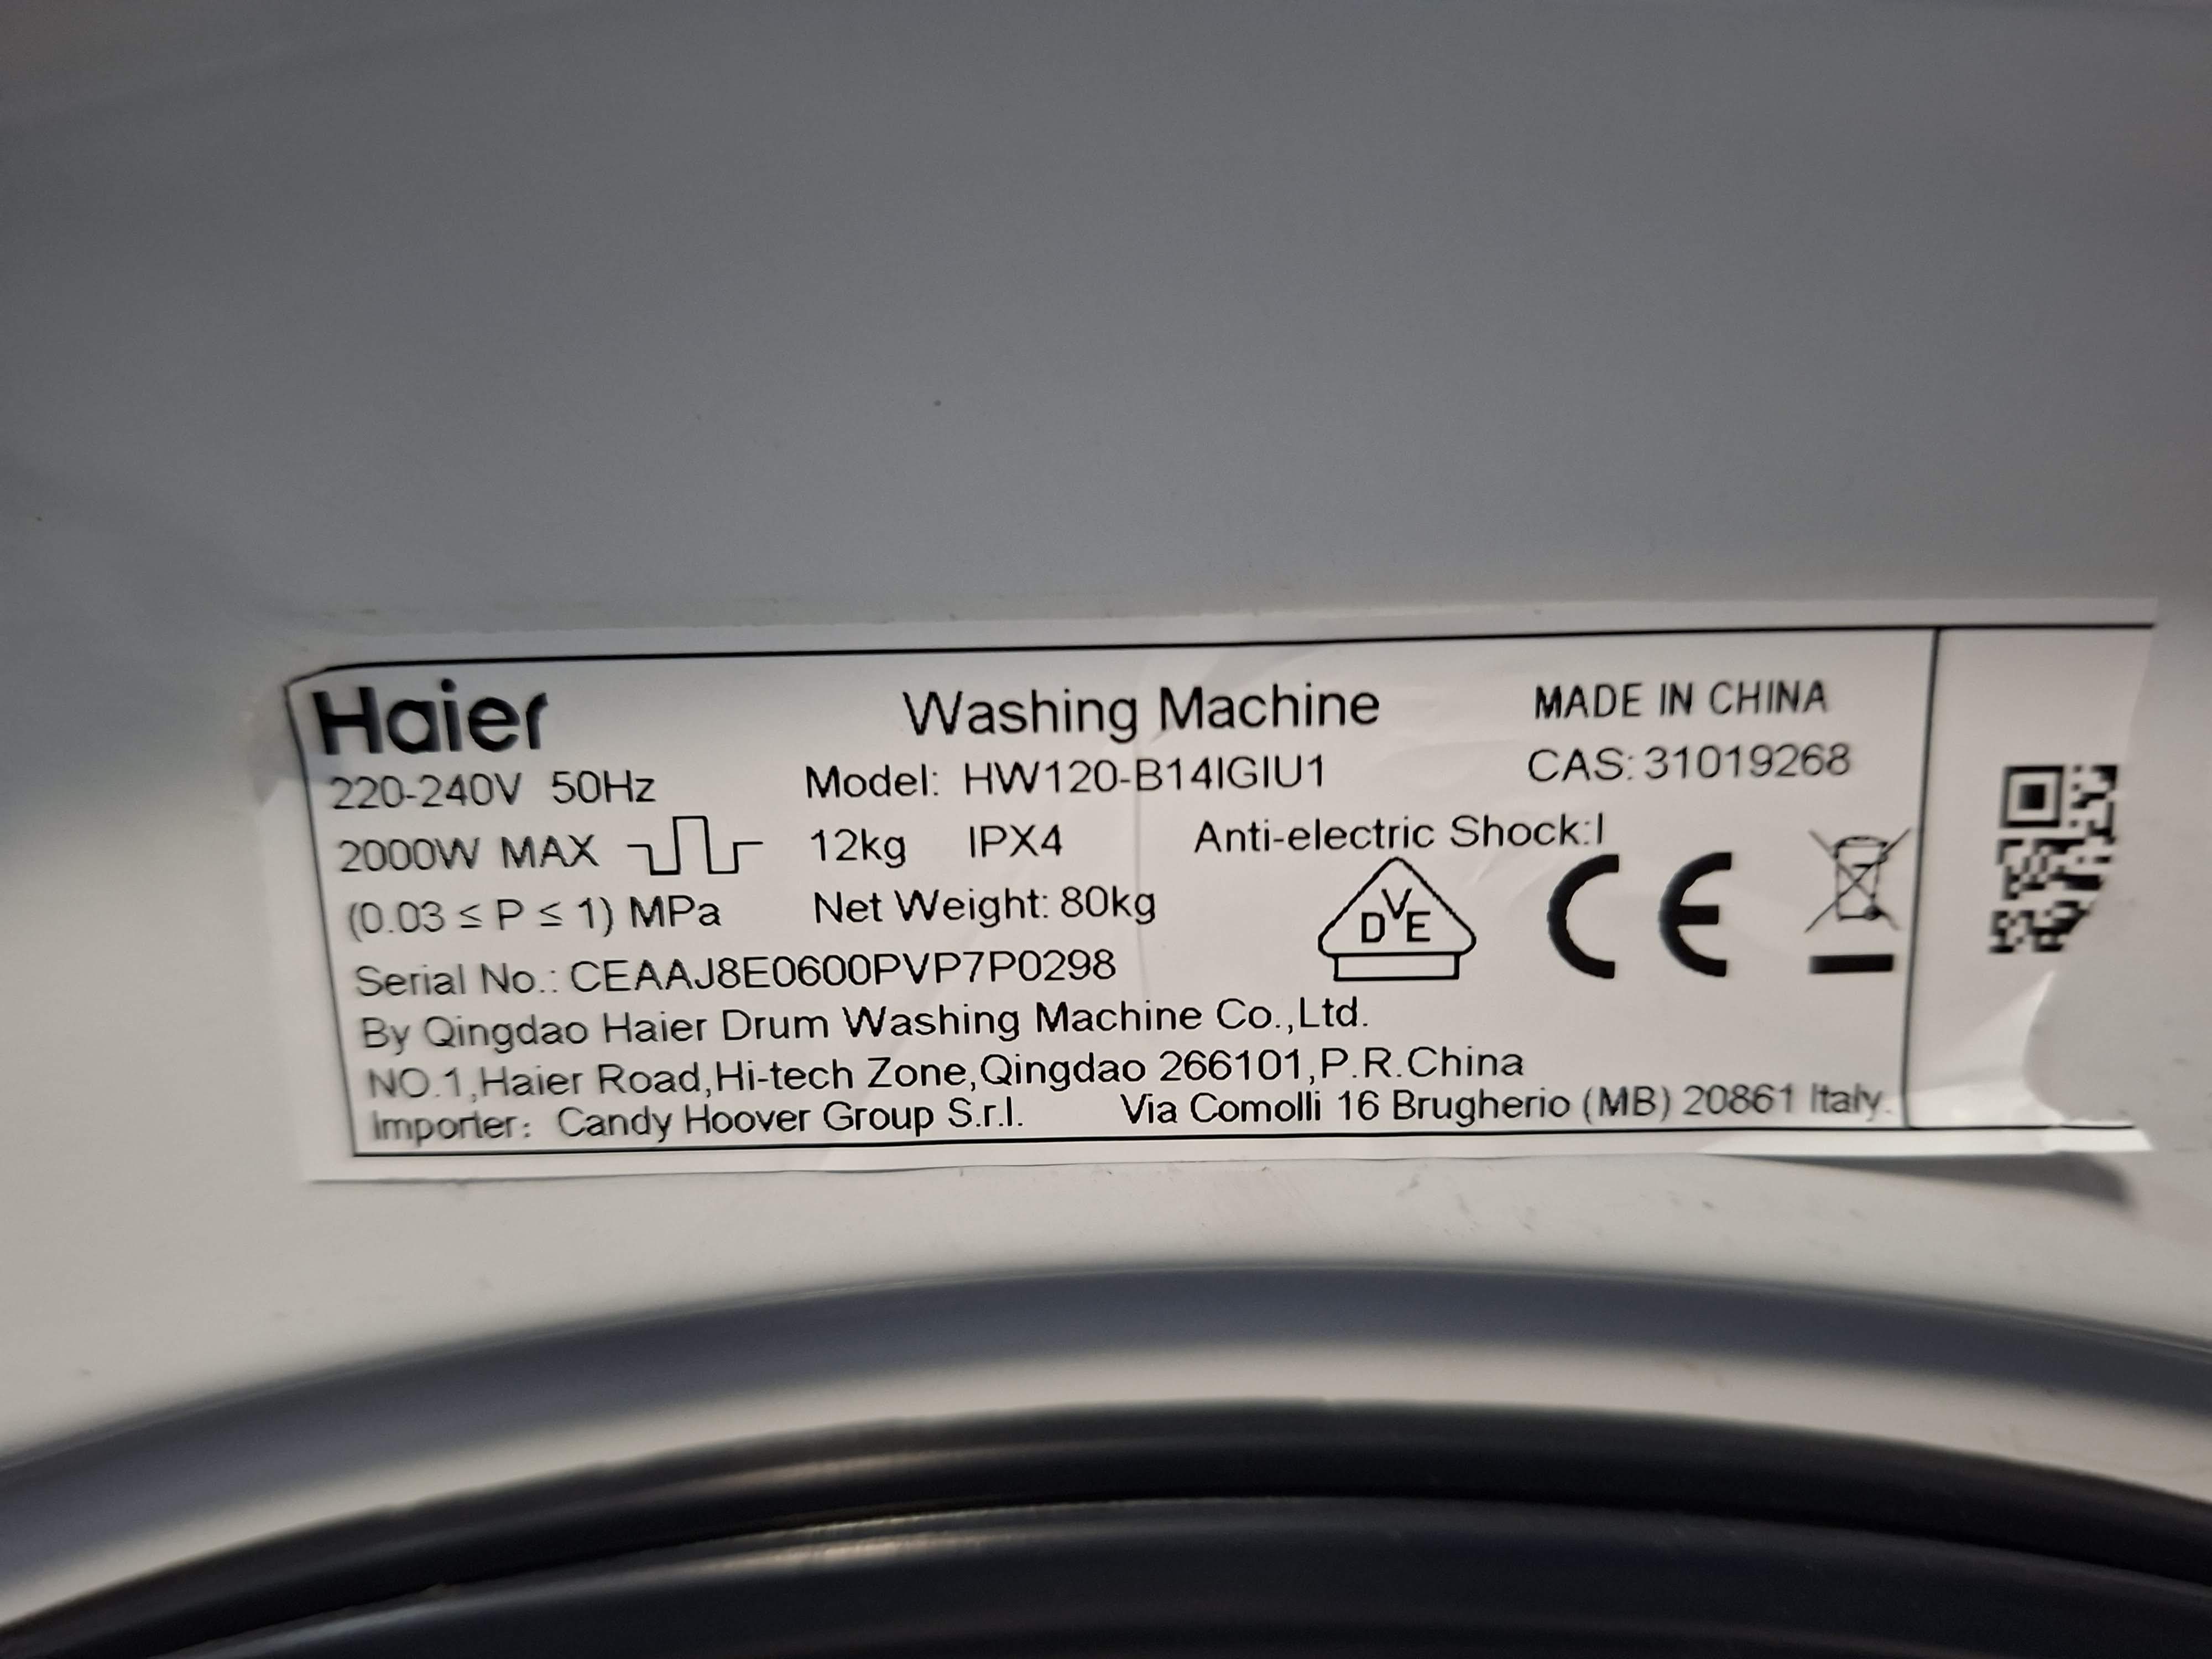 Haier Washing Machine MADE IN CHINA
220-240V 50Hz Model: HW120-B14IGIU1 CAS:31019268
2000W MAX 12kg IPX4 Anti-electric Shock:I
(0.03 ≤ P ≤ 1) MPa Net Weight: 80kg DVE CE
Serial No.: CEAAJ8E0600PVP7P0298
By Qingdao Haier Drum Washing Machine Co.,Ltd.
NO.1,Haier Road,Hi-tech Zone,Qingdao 266101,P.R.China
Importer: Candy Hoover Group S.r.l. Via Comolli 16 Brugherio (MB) 20861 Italy.